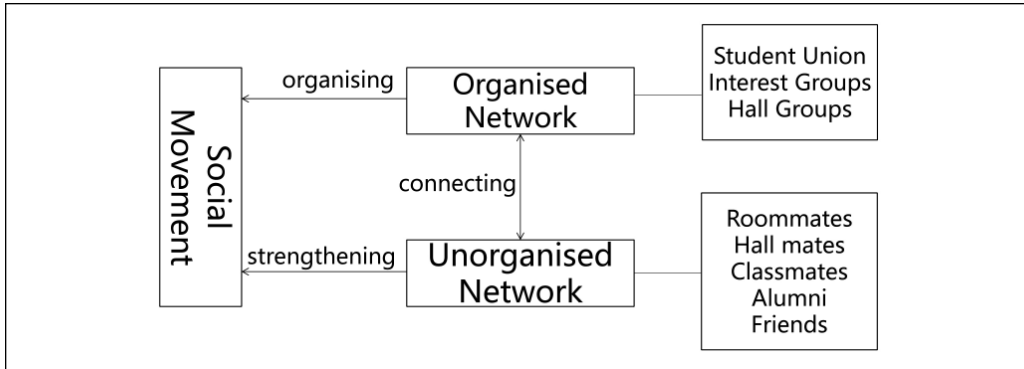 Social
Movement
organising
Organised
Network
Student Union
Interest Groups
Hall Groups
connecting
strengthening
Unorganised
Network
Roommates
Hall mates
Classmates
Alumni
Friends